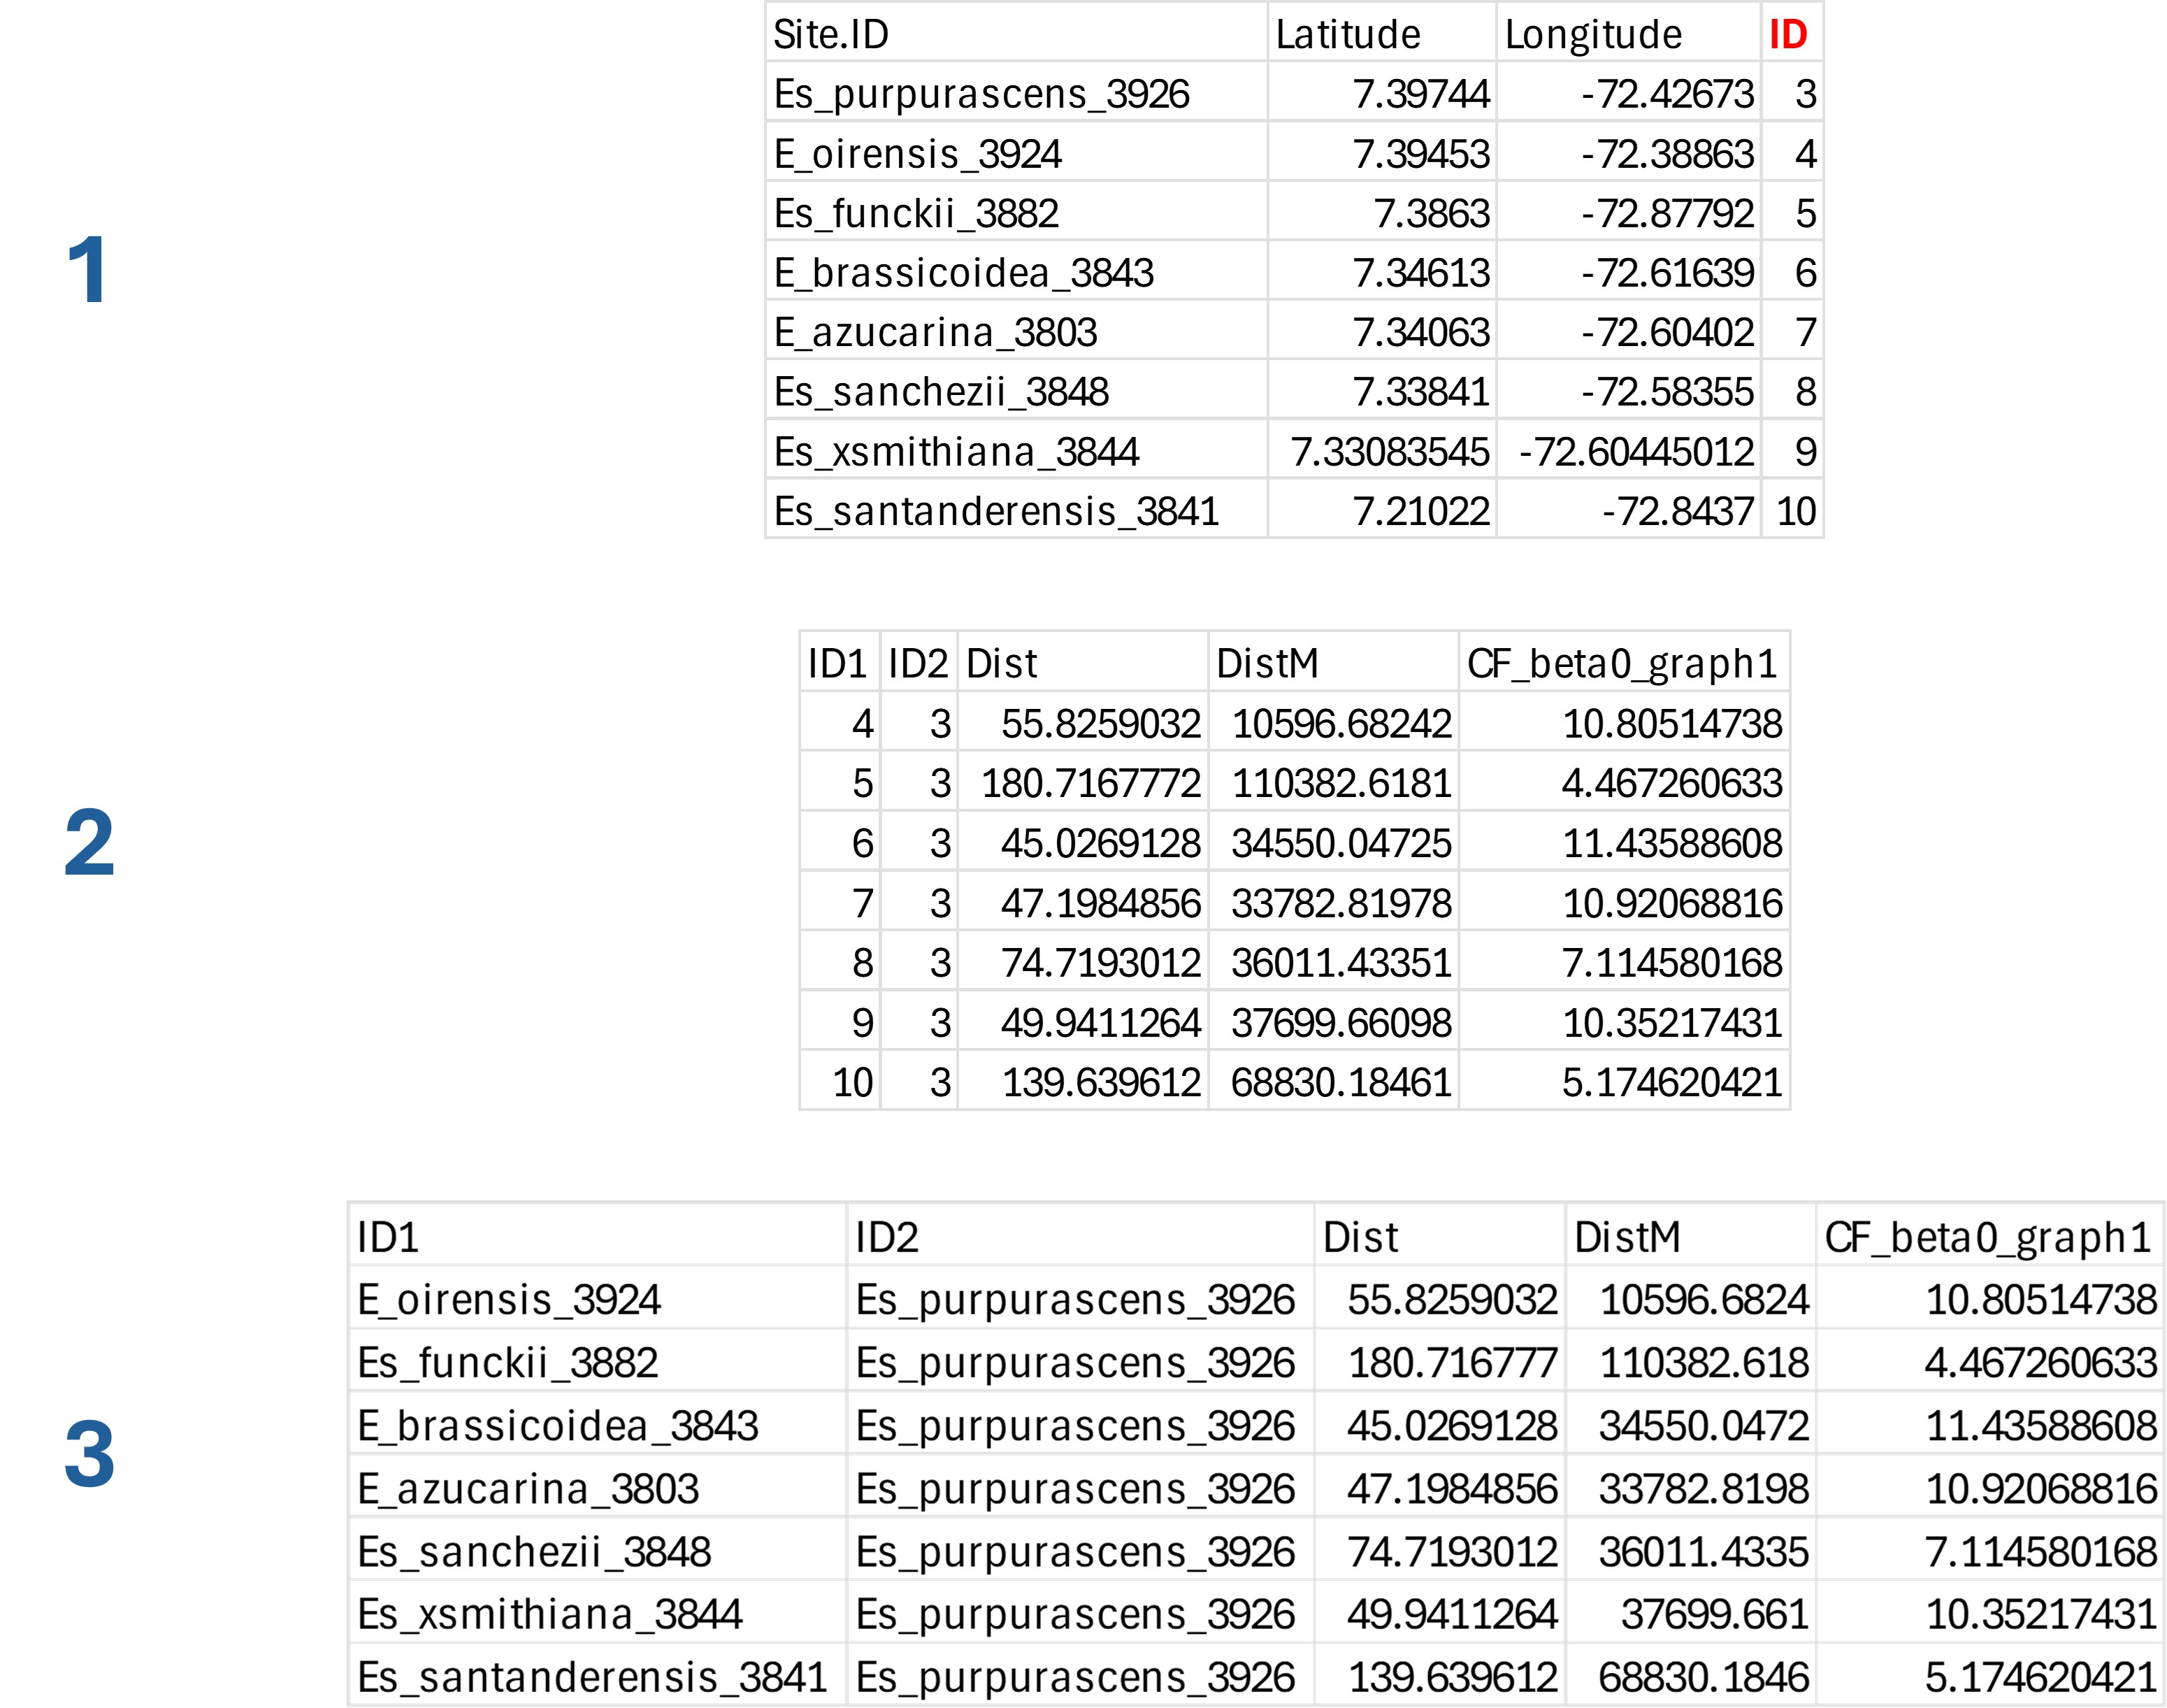 1
Site.ID Latitude Longitude ID
Es_purpurascens_3926 7.39744 -72.42673 3
E_oirensis_3924 7.39453 -72.38863 4
Es_funckii_3882 7.3863 -72.87792 5
E_brassicoidea_3843 7.34613 -72.61639 6
E_azucarina_3803 7.34063 -72.60402 7
Es_sanchezii_3848 7.33841 -72.58355 8
Es_xsmithiana_3844 7.33083545 -72.60445012 9
Es_santanderensis_3841 7.21022 -72.8437 10
2
ID1 ID2 Dist DistM CF_beta0_graph1
4 3 55.8259032 10596.68242 10.80514738
5 3 180.7167772 110382.6181 4.467260633
6 3 45.0269128 34550.04725 11.43588608
7 3 47.1984856 33782.81978 10.92068816
8 3 74.7193012 36011.43351 7.114580168
9 3 49.9411264 37699.66098 10.35217431
10 3 139.639612 68830.18461 5.174620421
3
ID1 ID2 Dist DistM CF_beta0_graph1
E_oirensis_3924 Es_purpurascens_3926 55.8259032 10596.6824 10.80514738
Es_funckii_3882 Es_purpurascens_3926 180.716777 110382.618 4.467260633
E_brassicoidea_3843 Es_purpurascens_3926 45.0269128 34550.0472 11.43588608
E_azucarina_3803 Es_purpurascens_3926 47.1984856 33782.8198 10.92068816
Es_sanchezii_3848 Es_purpurascens_3926 74.7193012 36011.4335 7.114580168
Es_xsmithiana_3844 Es_purpurascens_3926 49.9411264 37699.661 10.35217431
Es_santanderensis_3841 Es_purpurascens_3926 139.639612 68830.1846 5.174620421